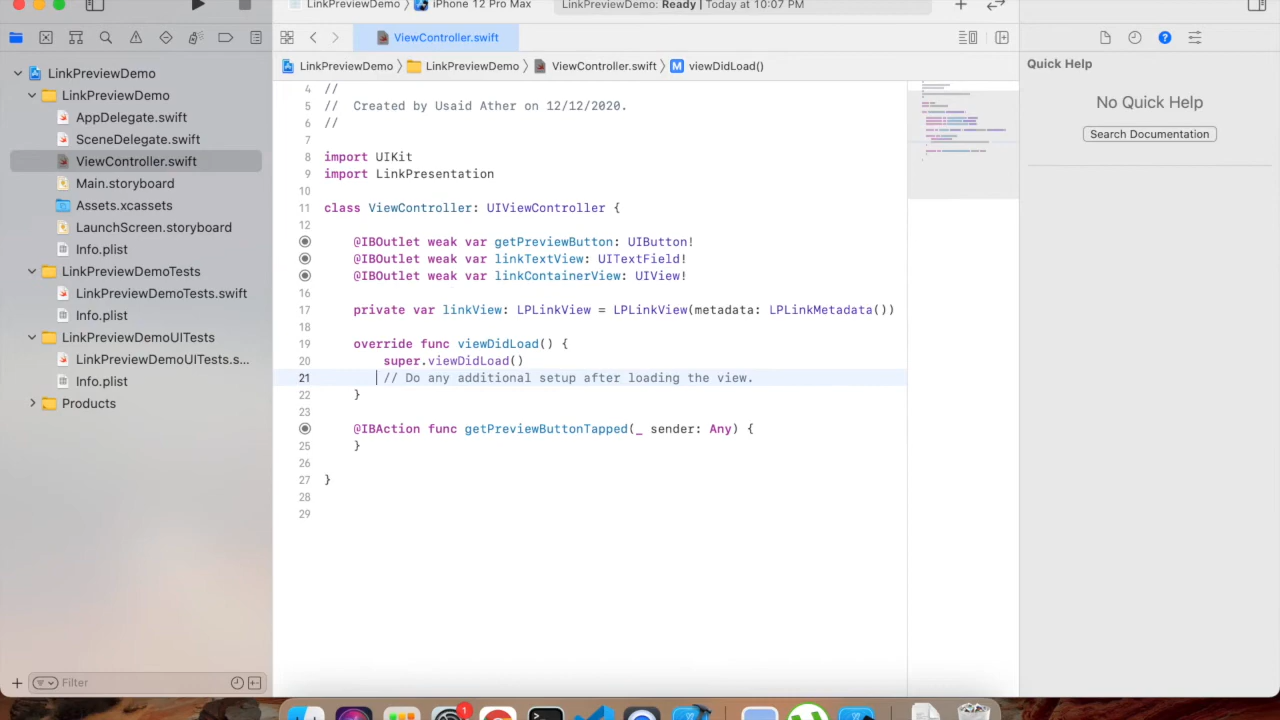 LinkPreviewDemo
iPhone 12 Pro Max
LinkPreviewDemo: Ready | Today at 10:07 PM
ViewController.swift
LinkPreviewDemo
LinkPreviewDemo
ViewController.swift
M
viewDidLoad()
Quick Help
No Quick Help
Search Documentation
LinkPreviewDemo
LinkPreviewDemo
AppDelegate.swift
SceneDelegate.swift
ViewController.swift
Main.storyboard
Assets.xcassets
LaunchScreen.storyboard
Info.plist
LinkPreviewDemoTests
LinkPreviewDemoTests.swift
Info.plist
LinkPreviewDemoUITests
LinkPreviewDemoUITests.s...
Info.plist
Products
Filter
4 //
5 //  Created by Usaid Ather on 12/12/2020.
6 //
7
8 import UIKit
9 import LinkPresentation
10
11 class ViewController: UIViewController {
12
@IBOutlet weak var getPreviewButton: UIButton!
@IBOutlet weak var linkTextView: UITextField!
@IBOutlet weak var linkContainerView: UIView!
16
17 private var linkView: LPLinkView = LPLinkView(metadata: LPLinkMetadata())
18
19 override func viewDidLoad() {
20 super.viewDidLoad()
21 // Do any additional setup after loading the view.
22 }
23
@IBAction func getPreviewButtonTapped(_ sender: Any) {
25 }
26
27 }
28
29
1